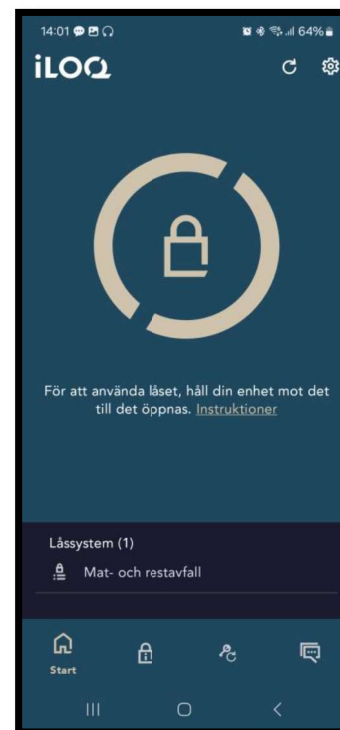 14:01
64%
iLOQ
För att använda låset, håll din enhet mot det
till det öppnas. Instruktioner
Låssystem (1)
Mat- och restavfall
Start